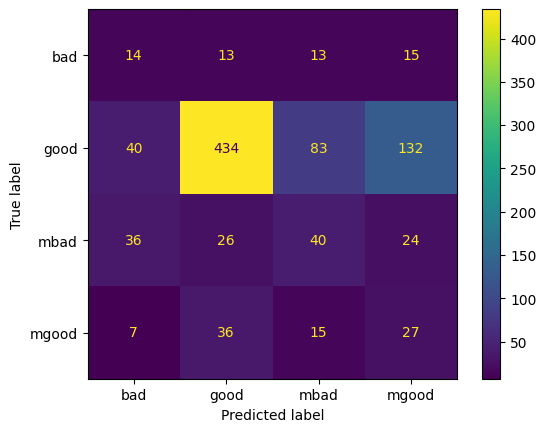 400
350
300
250
200
150
100
50
True label
bad
good
mbad
mgood
14 13 13 15
40 434 83 132
36 26 40 24
7 36 15 27
bad good mbad mgood
Predicted label